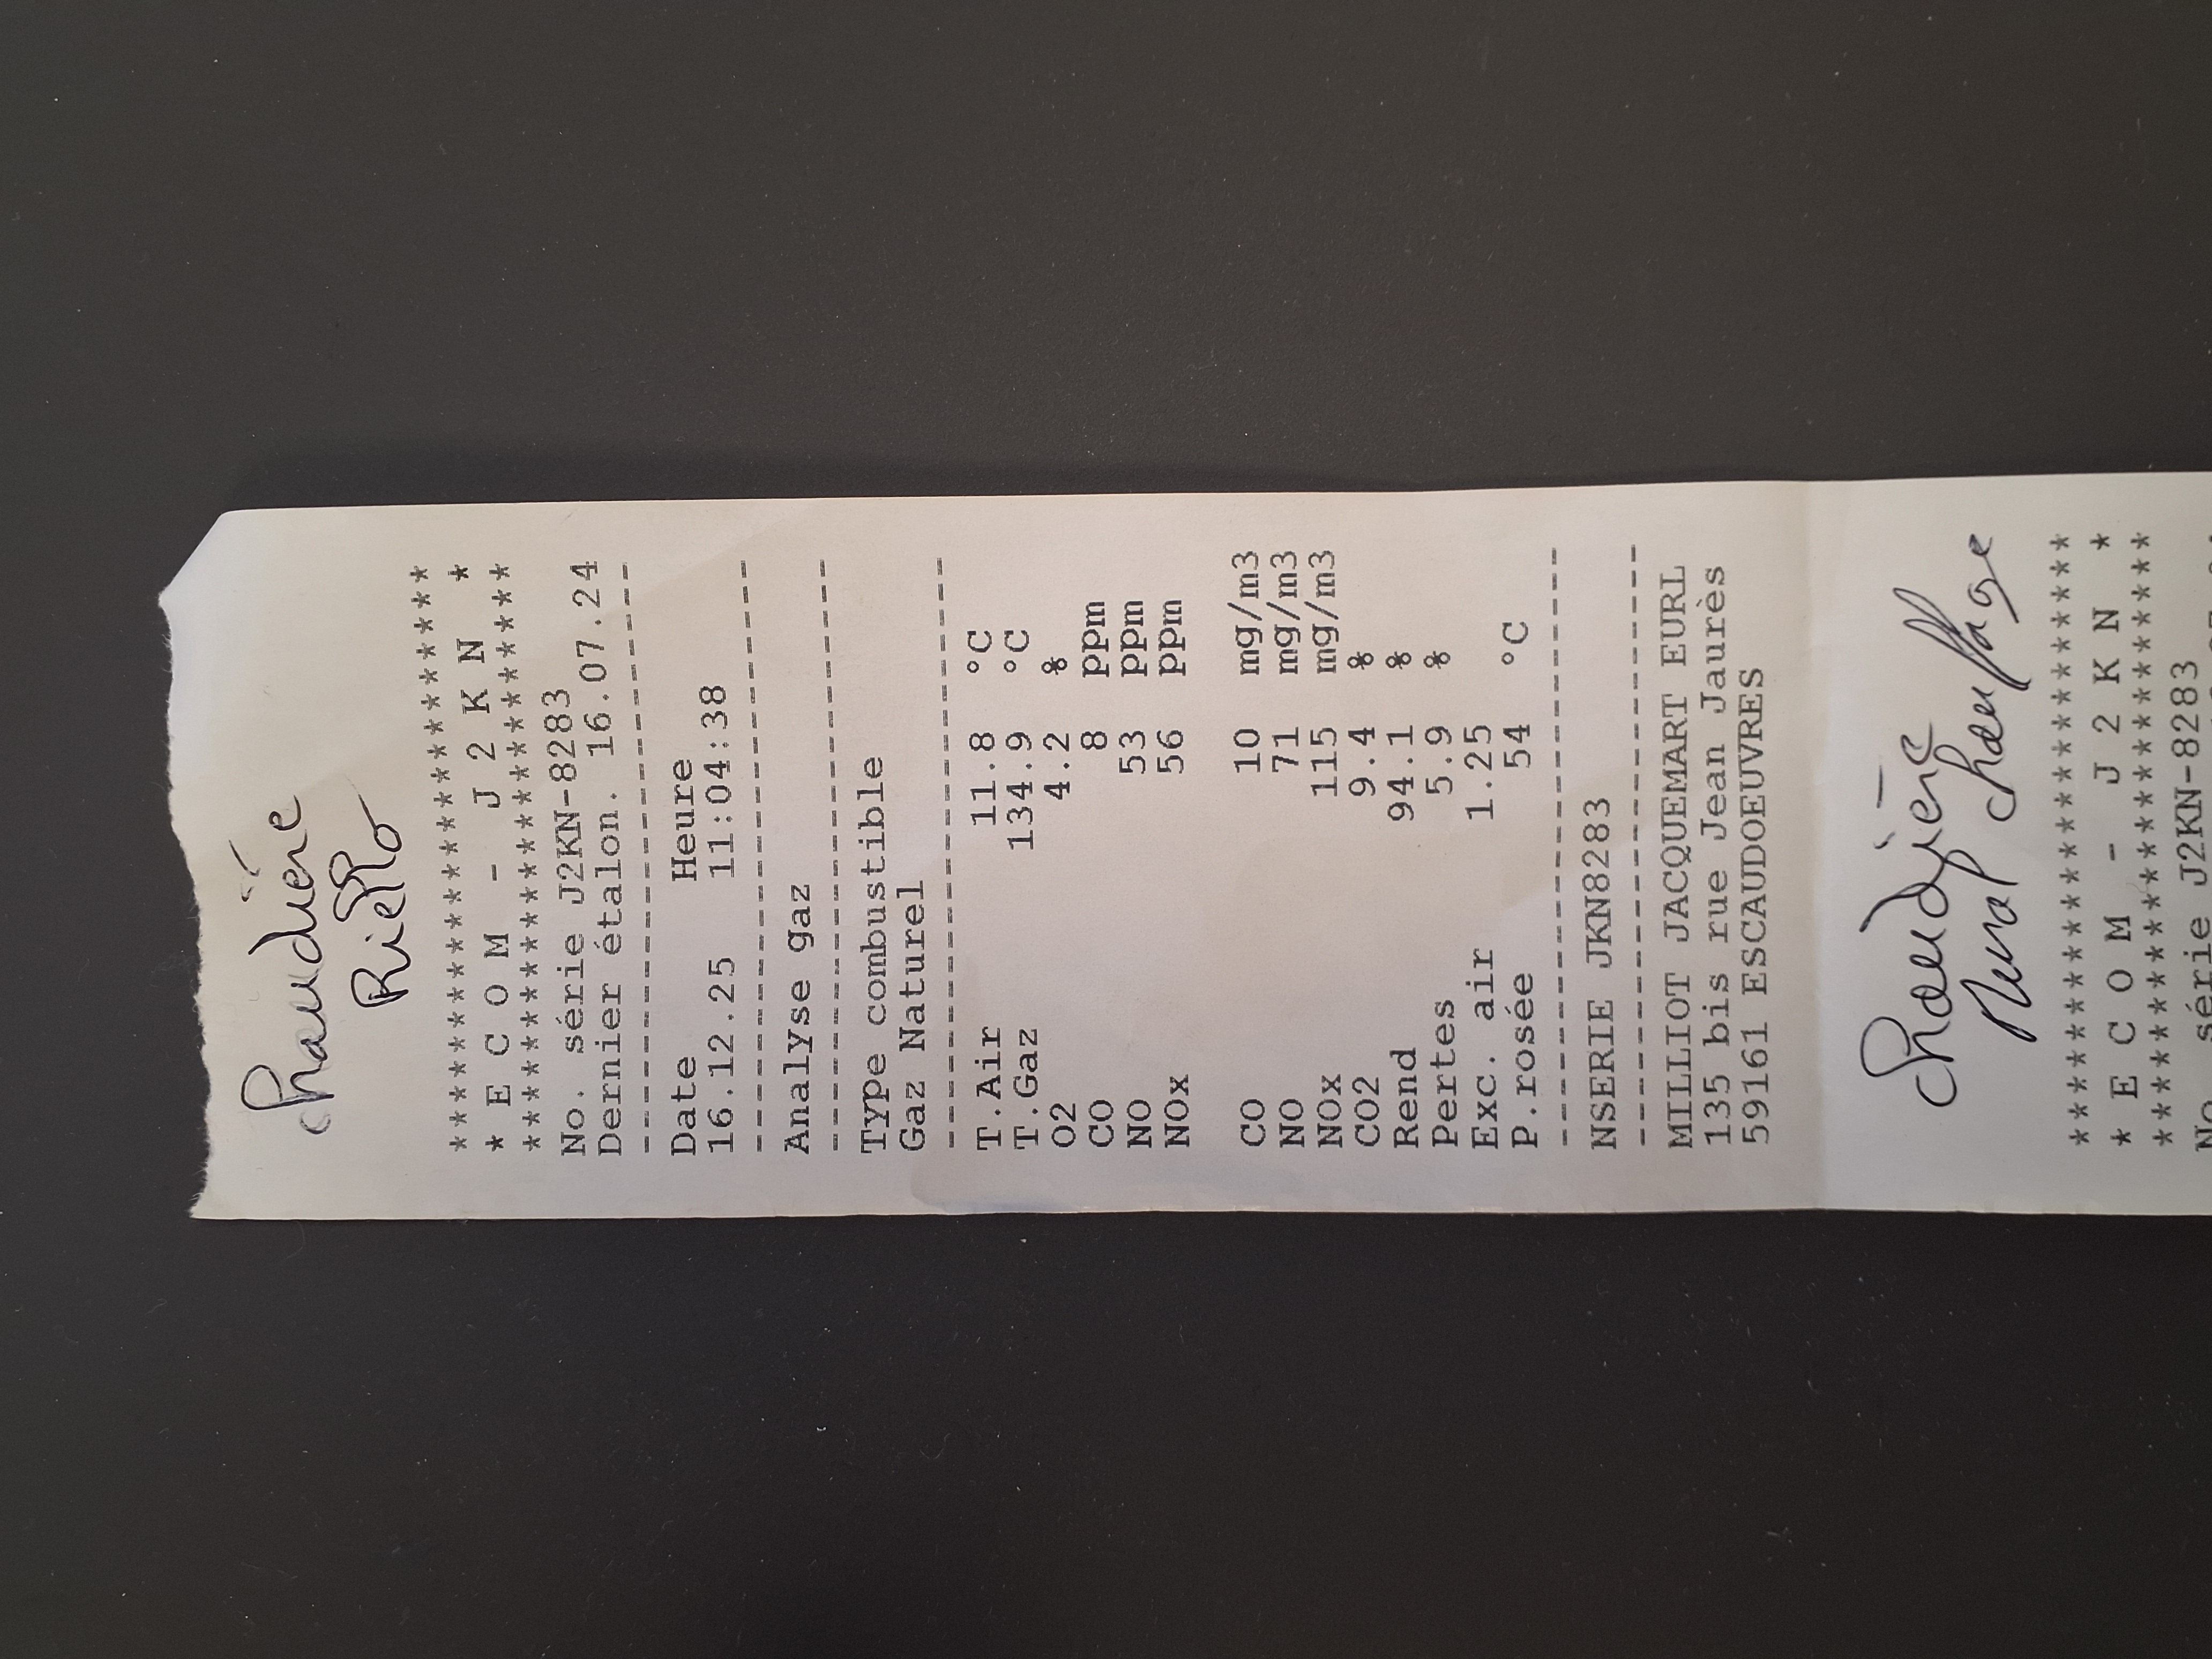 Chaudière
Riello
***************************
* E C O M - J 2 K N *
***************************
No. série J2KN-8283
Dernier étalon. 16.07.24
---------------------------
Date Heure
16.12.25 11:04:38
---------------------------
Analyse gaz
---------------------------
Type combustible
Gaz Naturel
---------------------------
T.Air 11.8 °C
T.Gaz 134.9 °C
O2 4.2 %
CO 8 ppm
NO 53 ppm
NOx 56 ppm
CO 10 mg/m3
NO 71 mg/m3
NOx 115 mg/m3
CO2 9.4 %
Rend 94.1 %
Pertes 5.9 %
Exc. air 1.25
P.rosée 54 °C
---------------------------
NSERIE JKN8283
---------------------------
MILLIOT JACQUEMART EURL
135 bis rue Jean Jaurès
59161 ESCAUDOEUVRES
Chaudière
Mural chauffage
***************************
* E C O M - J 2 K N *
***************************
No. série J2KN-8283